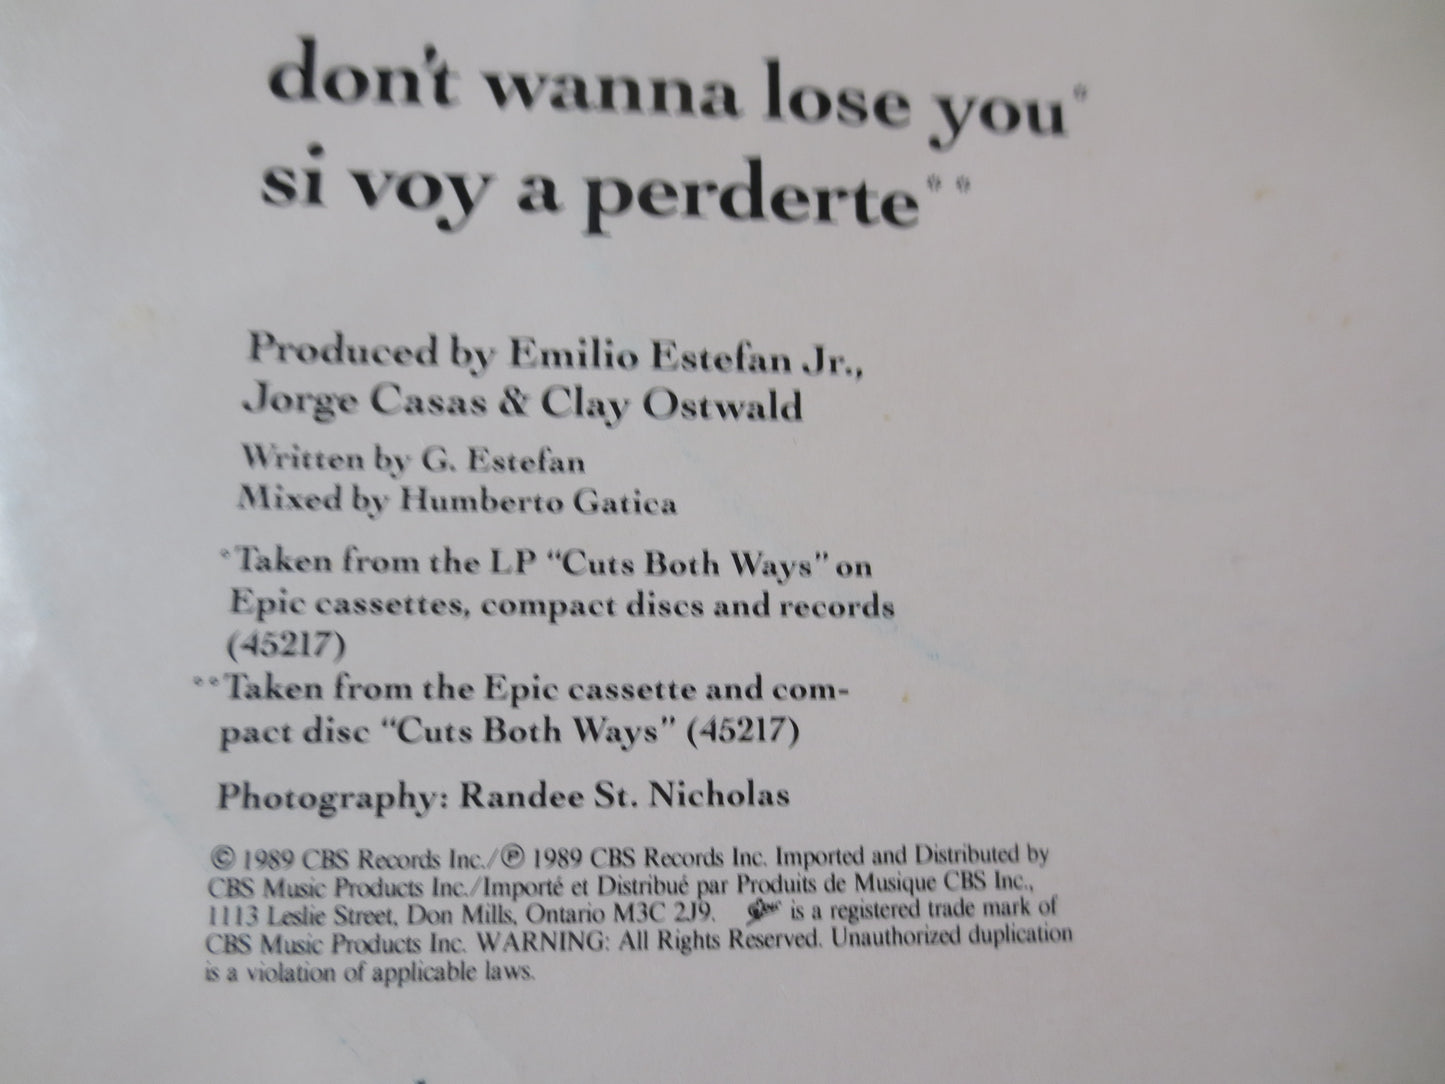 don't wanna lose you*
si voy a perderte**
Produced by Emilio Estefan Jr.,
Jorge Casas & Clay Ostwald
Written by G. Estefan
Mixed by Humberto Gatica
*Taken from the LP “Cuts Both Ways” on
Epic cassettes, compact discs and records
(45217)
**Taken from the Epic cassette and com-
pact disc “Cuts Both Ways” (45217)
Photography: Randee St. Nicholas
© 1989 CBS Records Inc./℗ 1989 CBS Records Inc. Imported and Distributed by
CBS Music Products Inc./Importé et Distribué par Produits de Musique CBS Inc.,
1113 Leslie Street, Don Mills, Ontario M3C 2J9. is a registered trade mark of
CBS Music Products Inc. WARNING: All Rights Reserved. Unauthorized duplication
is a violation of applicable laws.